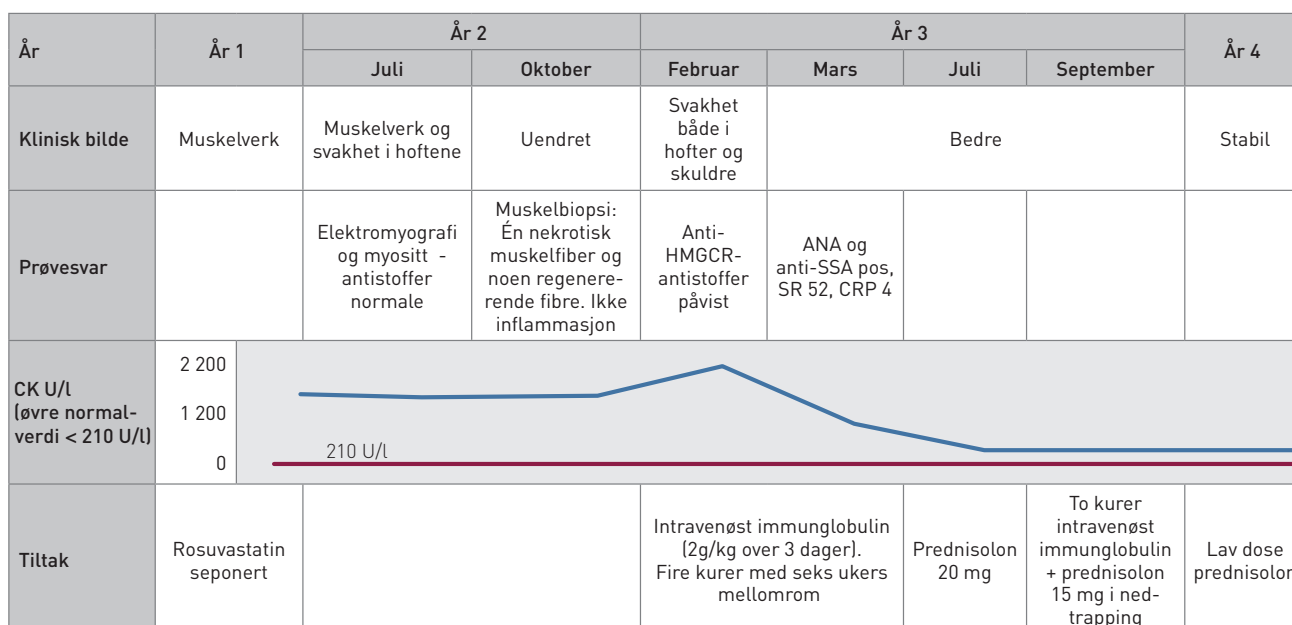 År
År 1
År 2
År 3
År 4
Juli
Oktober
Februar
Mars
Juli
September
Klinisk bilde
Muskelverk
Muskelverk og
svakhet i hoftene
Uendret
Svakhet
både i
hofter og
skuldre
Bedre
Stabil
Prøvesvar
Elektromyografi
og myositt -
antistoffer
normale
Muskelbiopsi:
Én nekrotisk
muskelfiber og
noen regenere-
rende fibre. Ikke
inflammasjon
Anti-
HMGCR-
antistoffer
påvist
ANA og
anti-SSA pos,
SR 52, CRP 4
CK U/l
(øvre normal-
verdi < 210 U/l)
2 200
1 200
0
210 U/l
Tiltak
Rosuvastatin
seponert
Intravenøst immunglobulin
(2g/kg over 3 dager).
Fire kurer med seks ukers
mellomrom
Prednisolon
20 mg
To kurer
intravenøst
immunglobulin
+ prednisolon
15 mg i ned-
trapping
Lav dose
prednisolon